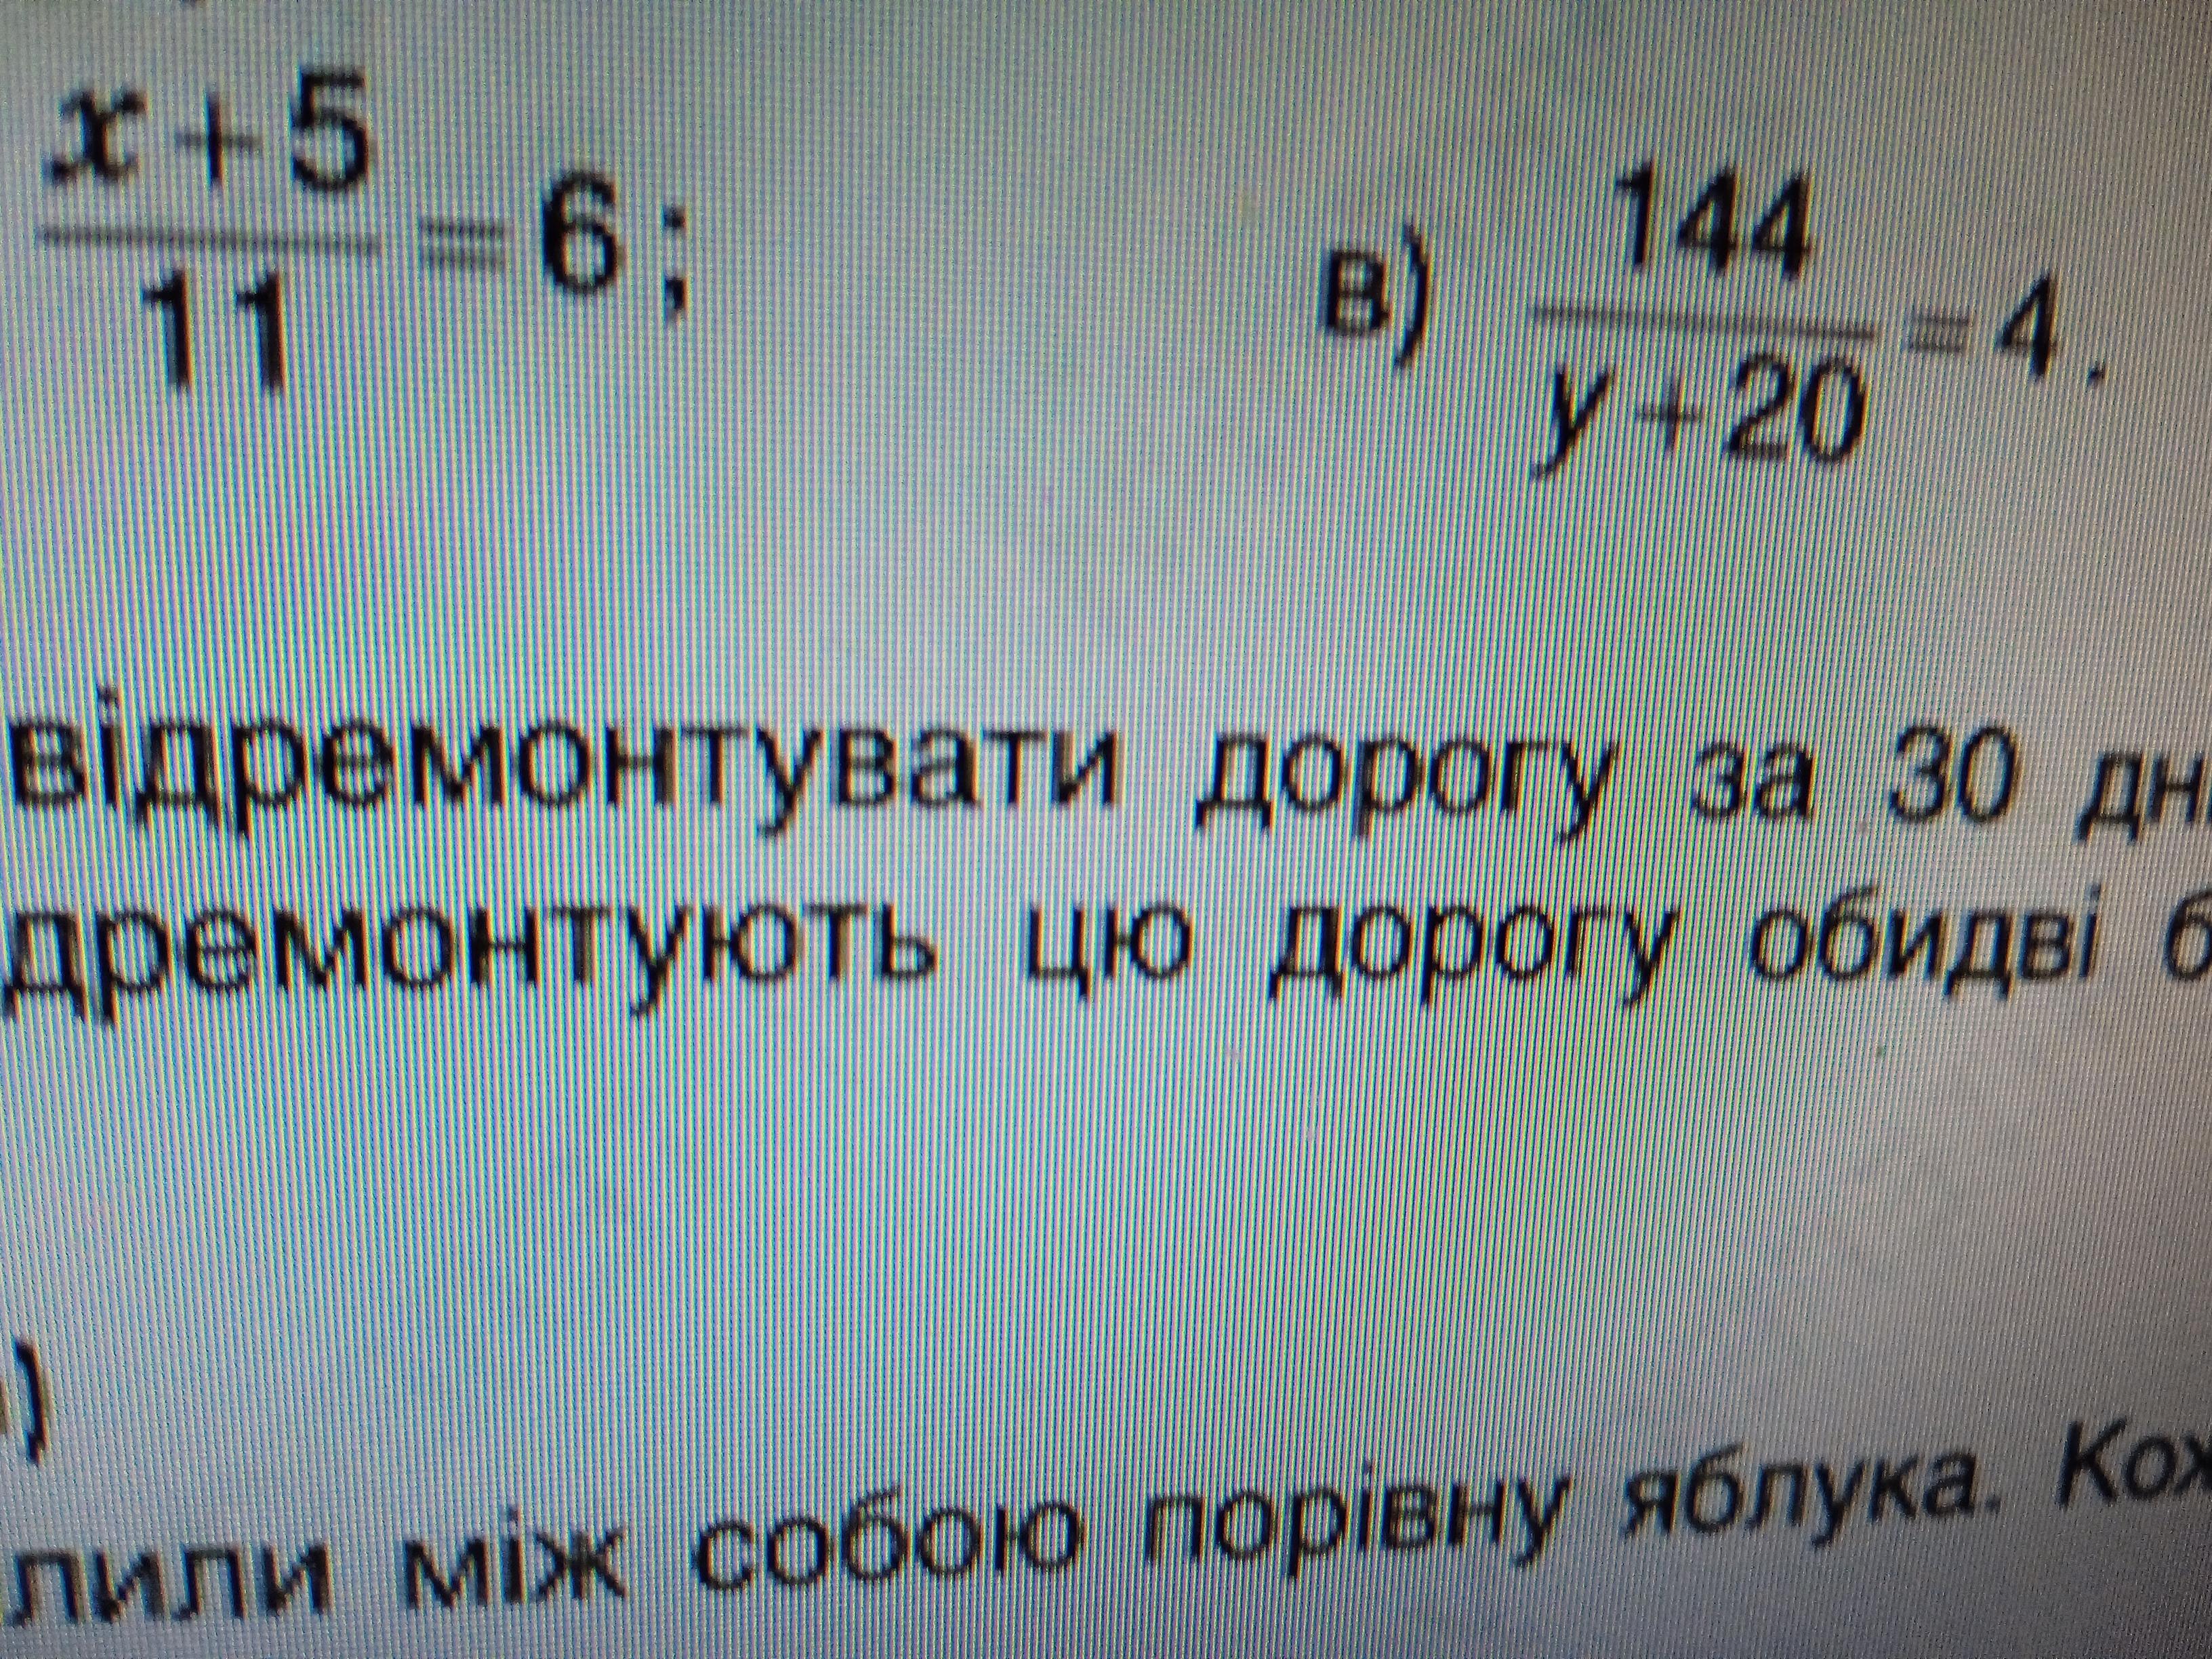 x+5/11=6; в) 144/y+20=4.
відремонтувати дорогу за 30 дн
дремонтують цю дорогу обидві б
)
лили між собою порівну яблука. Кож